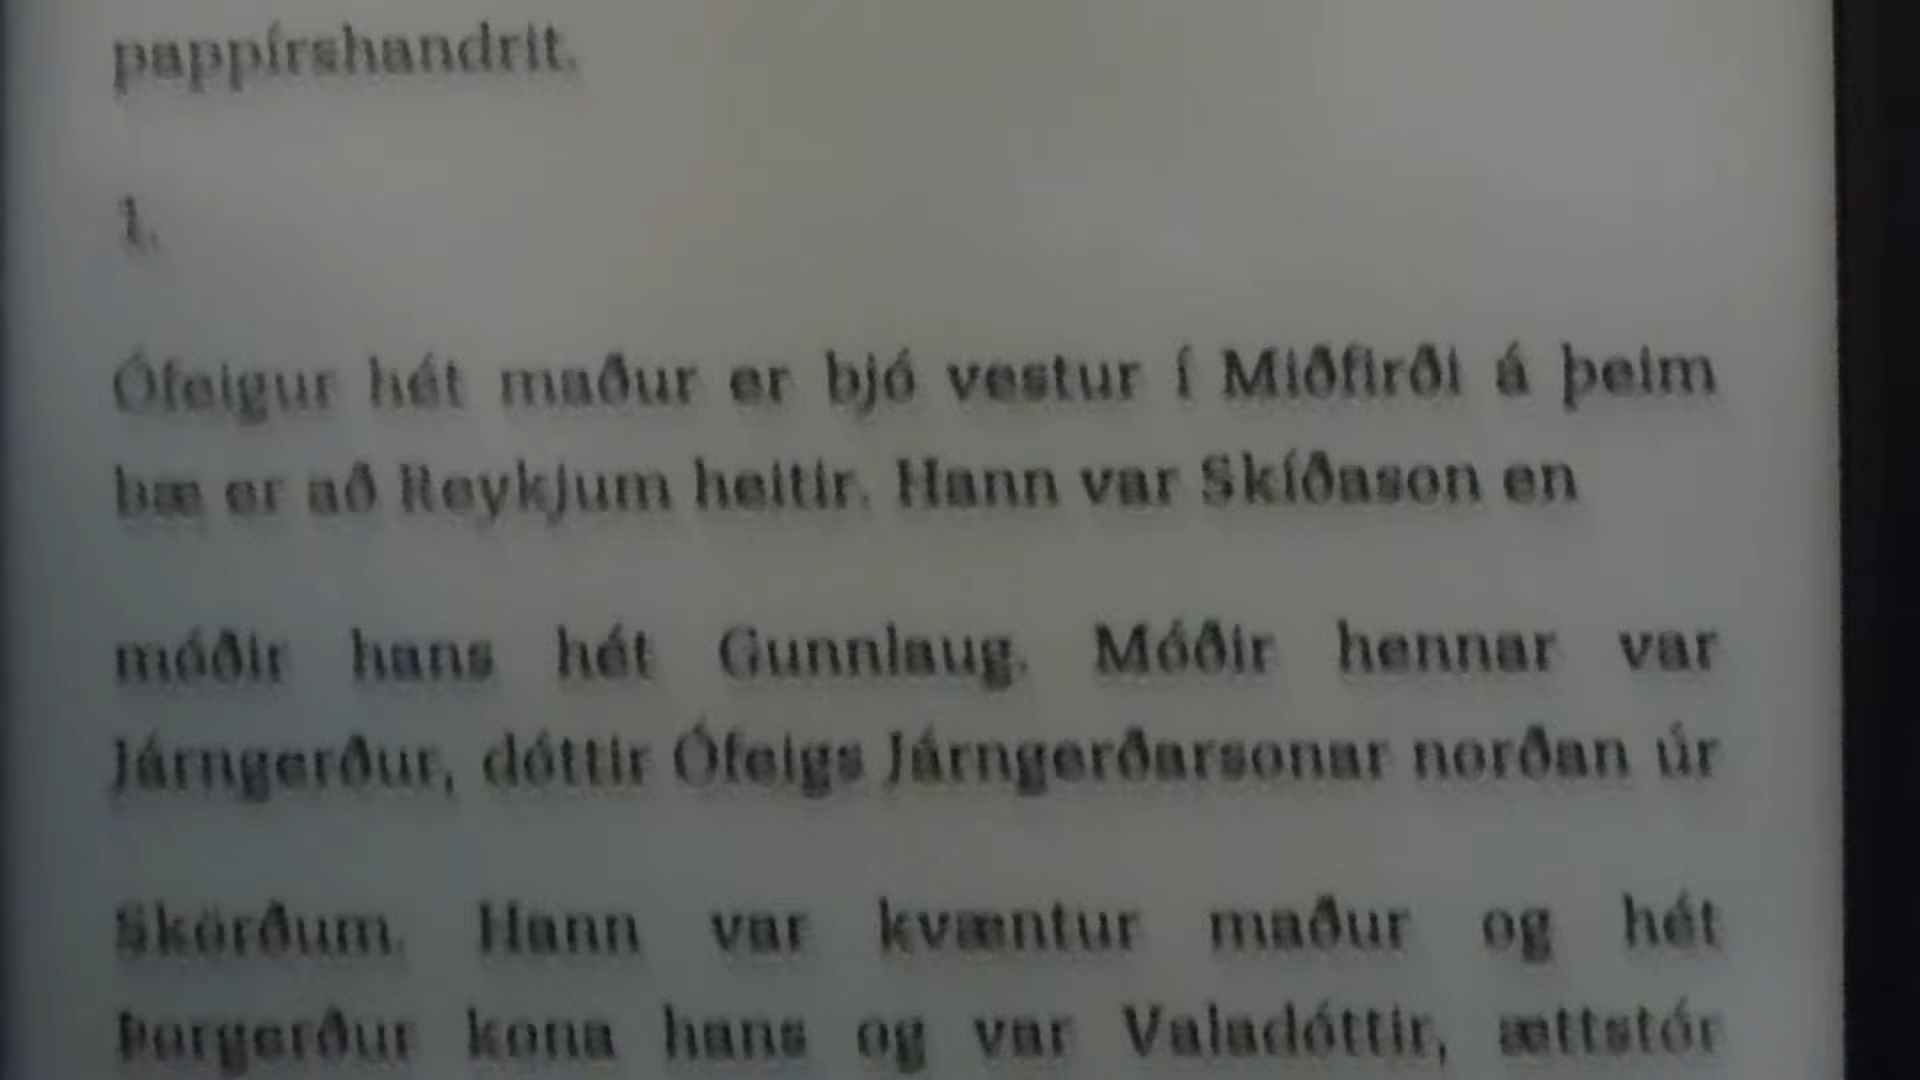 pappírshandrit.
1.
Ófeigur hét maður er bjó vestur í Miðfirði á þeim
bæ er að Reykjum heitir. Hann var Skíðason en
móðir hans hét Gunnlaug. Móðir hennar var
Járngerður, dóttir Ófeigs Járngerðarsonar norðan úr
Skörðum. Hann var kvæntur maður og hét
Þorgerður kona hans og var Valadóttir, ættstór